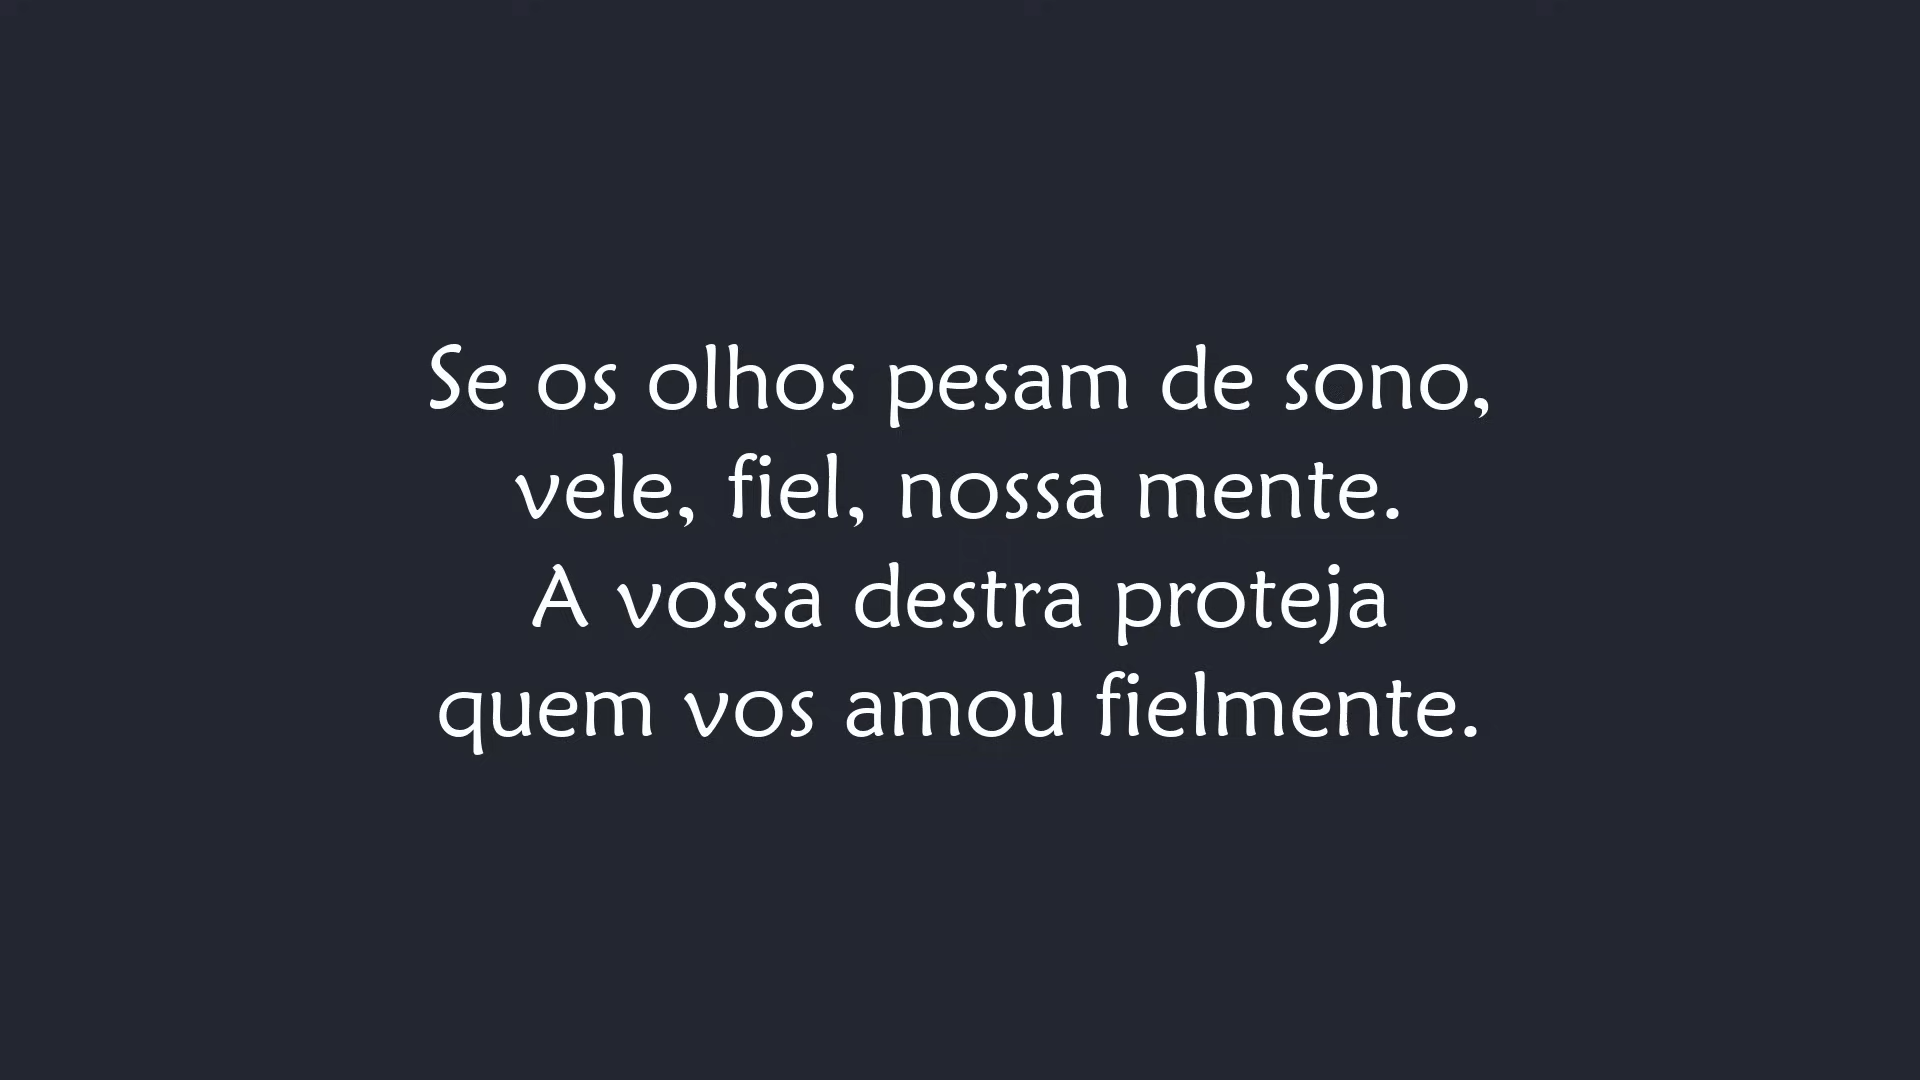 Se os olhos pesam de sono,
vele, fiel, nossa mente.
A vossa destra proteja
quem vos amou fielmente.